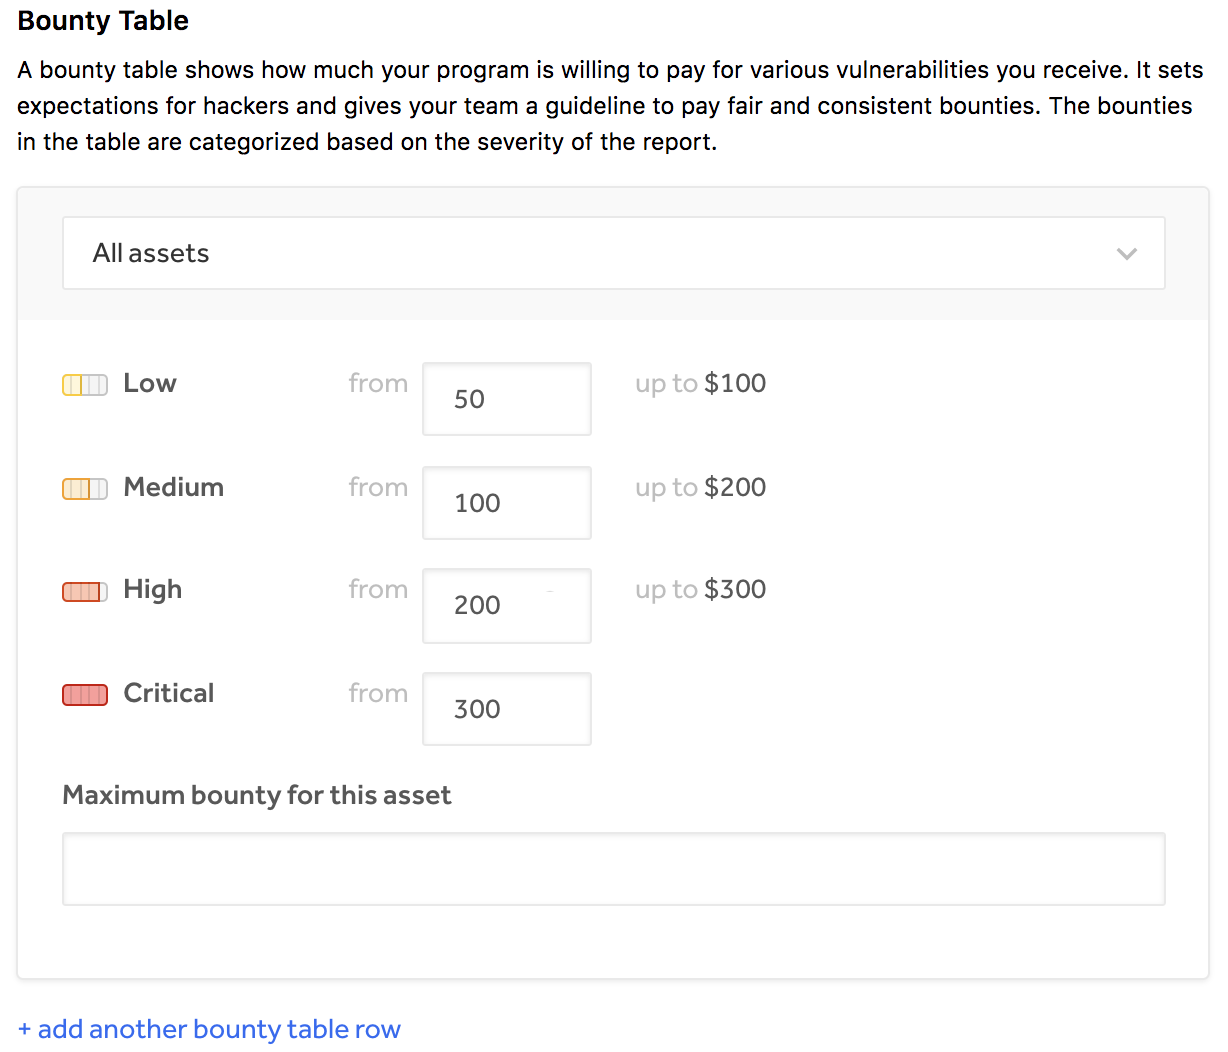 Bounty Table
A bounty table shows how much your program is willing to pay for various vulnerabilities you receive. It sets
expectations for hackers and gives your team a guideline to pay fair and consistent bounties. The bounties
in the table are categorized based on the severity of the report.
All assets
Low from 50 up to $100
Medium from 100 up to $200
High from 200 up to $300
Critical from 300
Maximum bounty for this asset
+ add another bounty table row